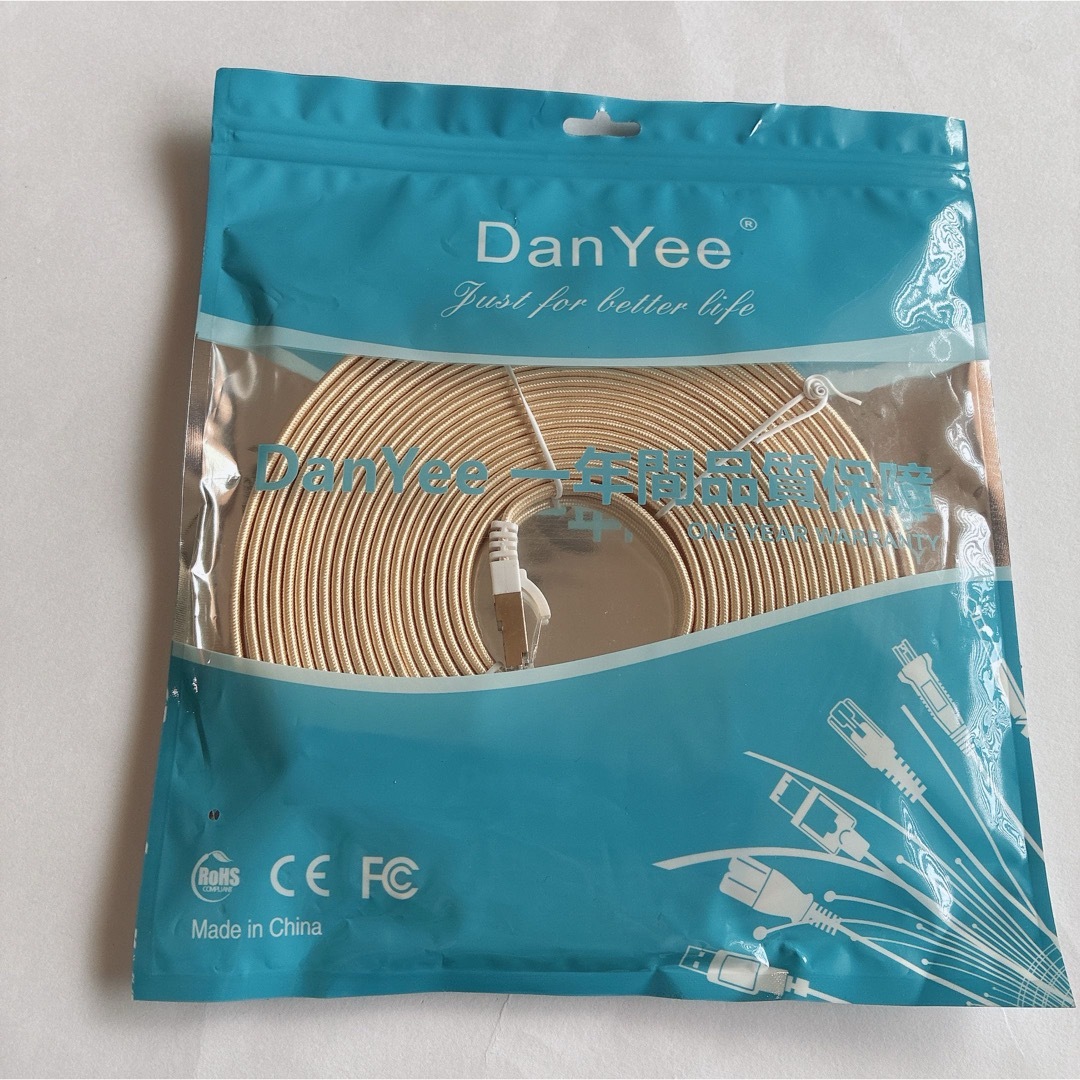 DanYee®
Just for better life
DanYee 一年間品質保障
ONE YEAR WARRANTY
RoHS
COMPLIANT
CE FC
Made in China